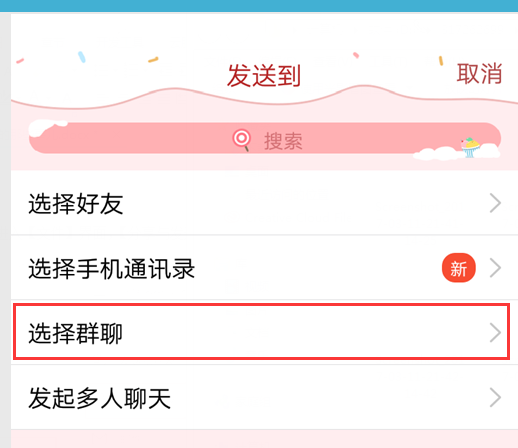 发送到
取消
搜索
选择好友
选择手机通讯录
新
选择群聊
发起多人聊天